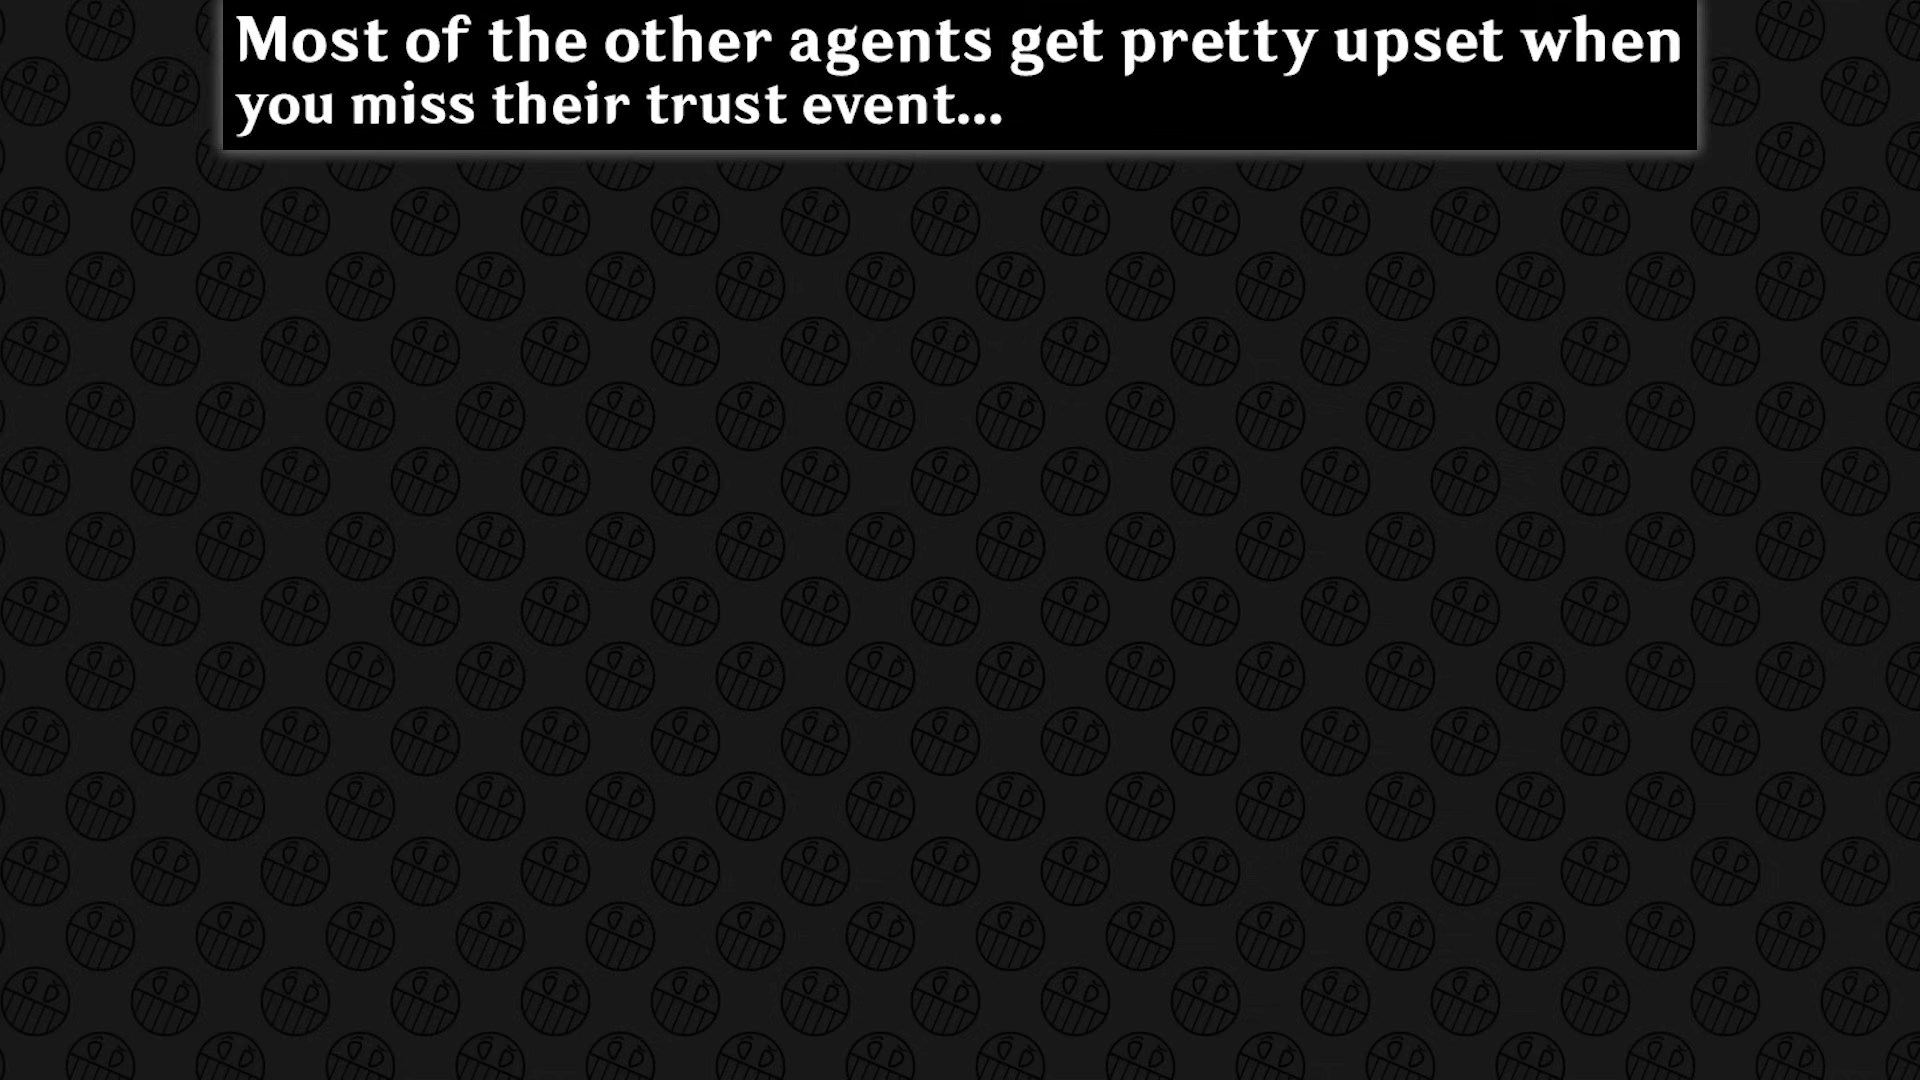 Most of the other agents get pretty upset when
you miss their trust event...